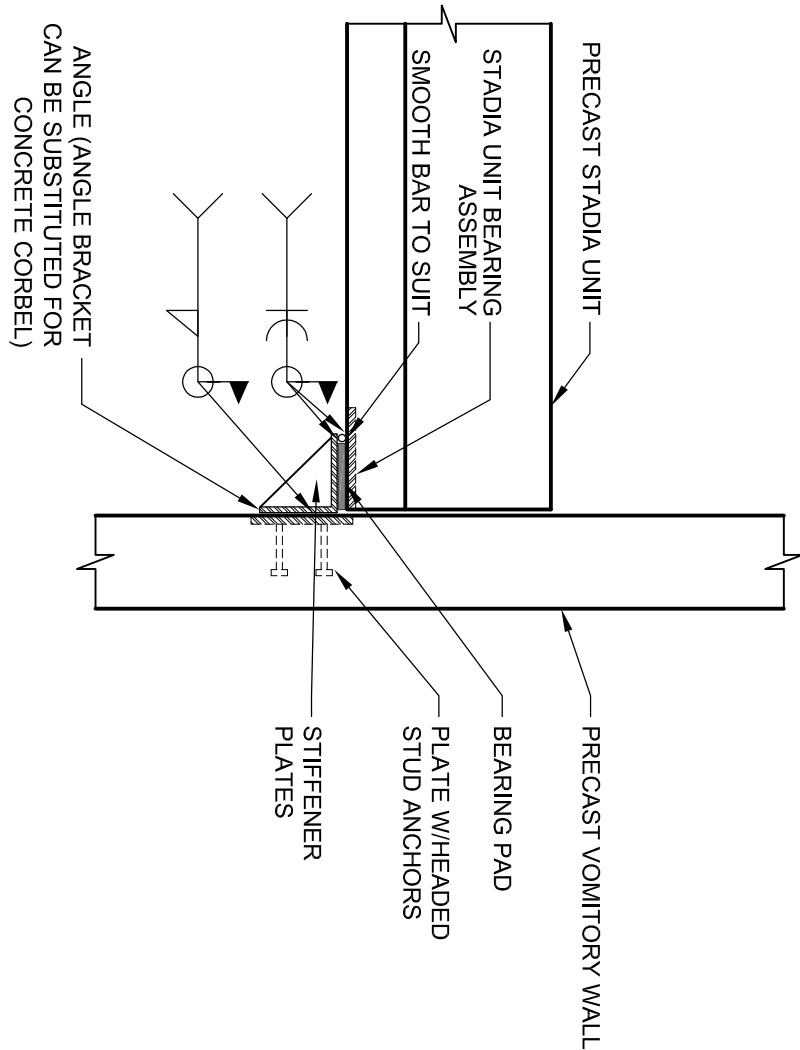 PRECAST STADIA UNIT
STADIA UNIT BEARING
ASSEMBLY
SMOOTH BAR TO SUIT
ANGLE (ANGLE BRACKET
CAN BE SUBSTITUTED FOR
CONCRETE CORBEL)
PRECAST VOMITORY WALL
BEARING PAD
PLATE W/HEADED
STUD ANCHORS
STIFFENER
PLATES